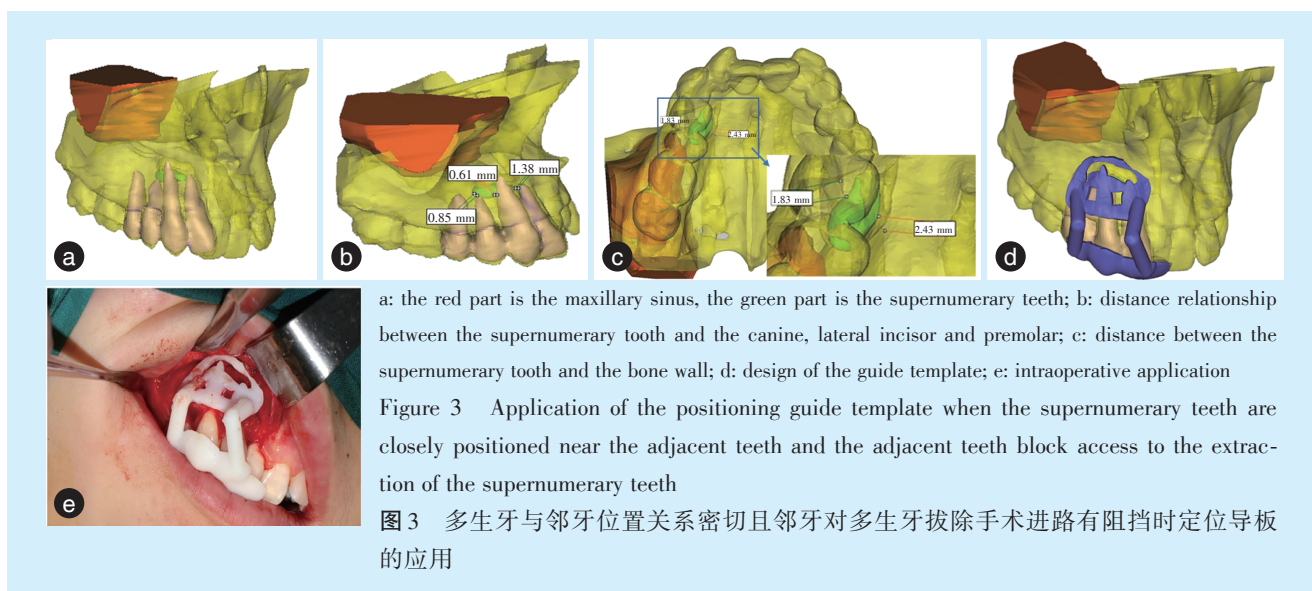 a
b
0.61 mm
1.38 mm
0.85 mm
c
1.83 mm
2.43 mm
1.83 mm
2.43 mm
d
e
a: the red part is the maxillary sinus, the green part is the supernumerary teeth; b: distance relationship
between the supernumerary tooth and the canine, lateral incisor and premolar; c: distance between the
supernumerary tooth and the bone wall; d: design of the guide template; e: intraoperative application
Figure 3 Application of the positioning guide template when the supernumerary teeth are
closely positioned near the adjacent teeth and the adjacent teeth block access to the extrac-
tion of the supernumerary teeth
图3 多生牙与邻牙位置关系密切且邻牙对多生牙拔除手术进路有阻挡时定位导板
的应用